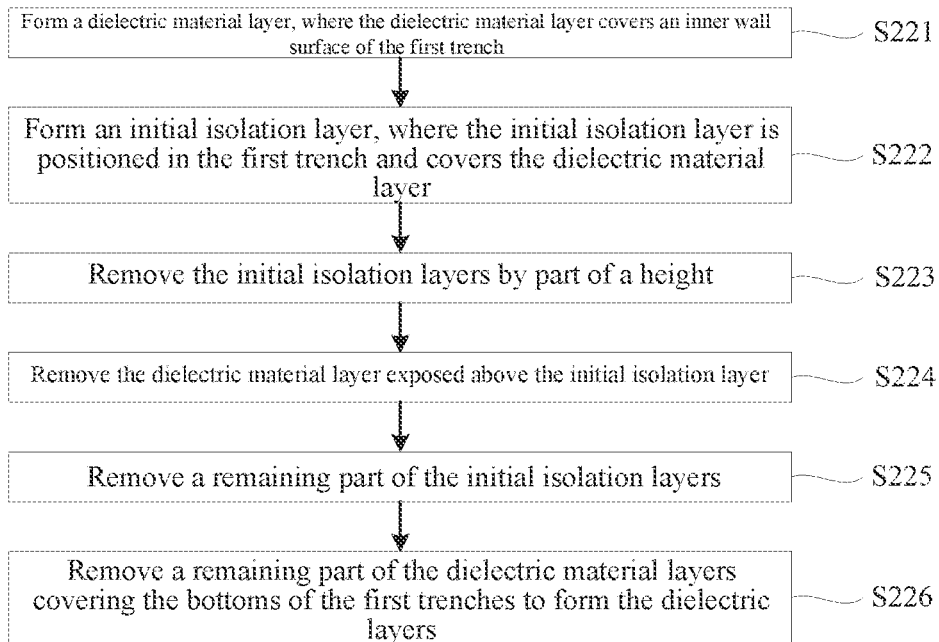 Form a dielectric material layer, where the dielectric material layer covers an inner wall
surface of the first trench
S221
Form an initial isolation layer, where the initial isolation layer is
positioned in the first trench and covers the dielectric material
layer
S222
Remove the initial isolation layers by part of a height
S223
Remove the dielectric material layer exposed above the initial isolation layer
S224
Remove a remaining part of the initial isolation layers
S225
Remove a remaining part of the dielectric material layers
covering the bottoms of the first trenches to form the dielectric
layers
S226